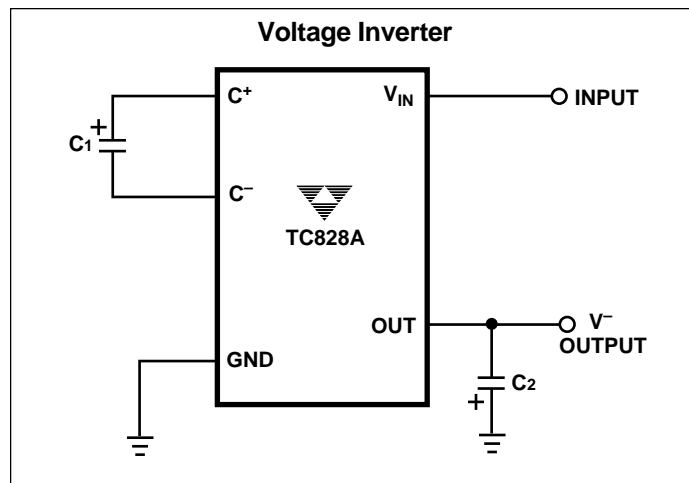 Voltage Inverter
C+
VIN
INPUT
+
C1
C–
TC828A
OUT
V–
OUTPUT
GND
C2
+